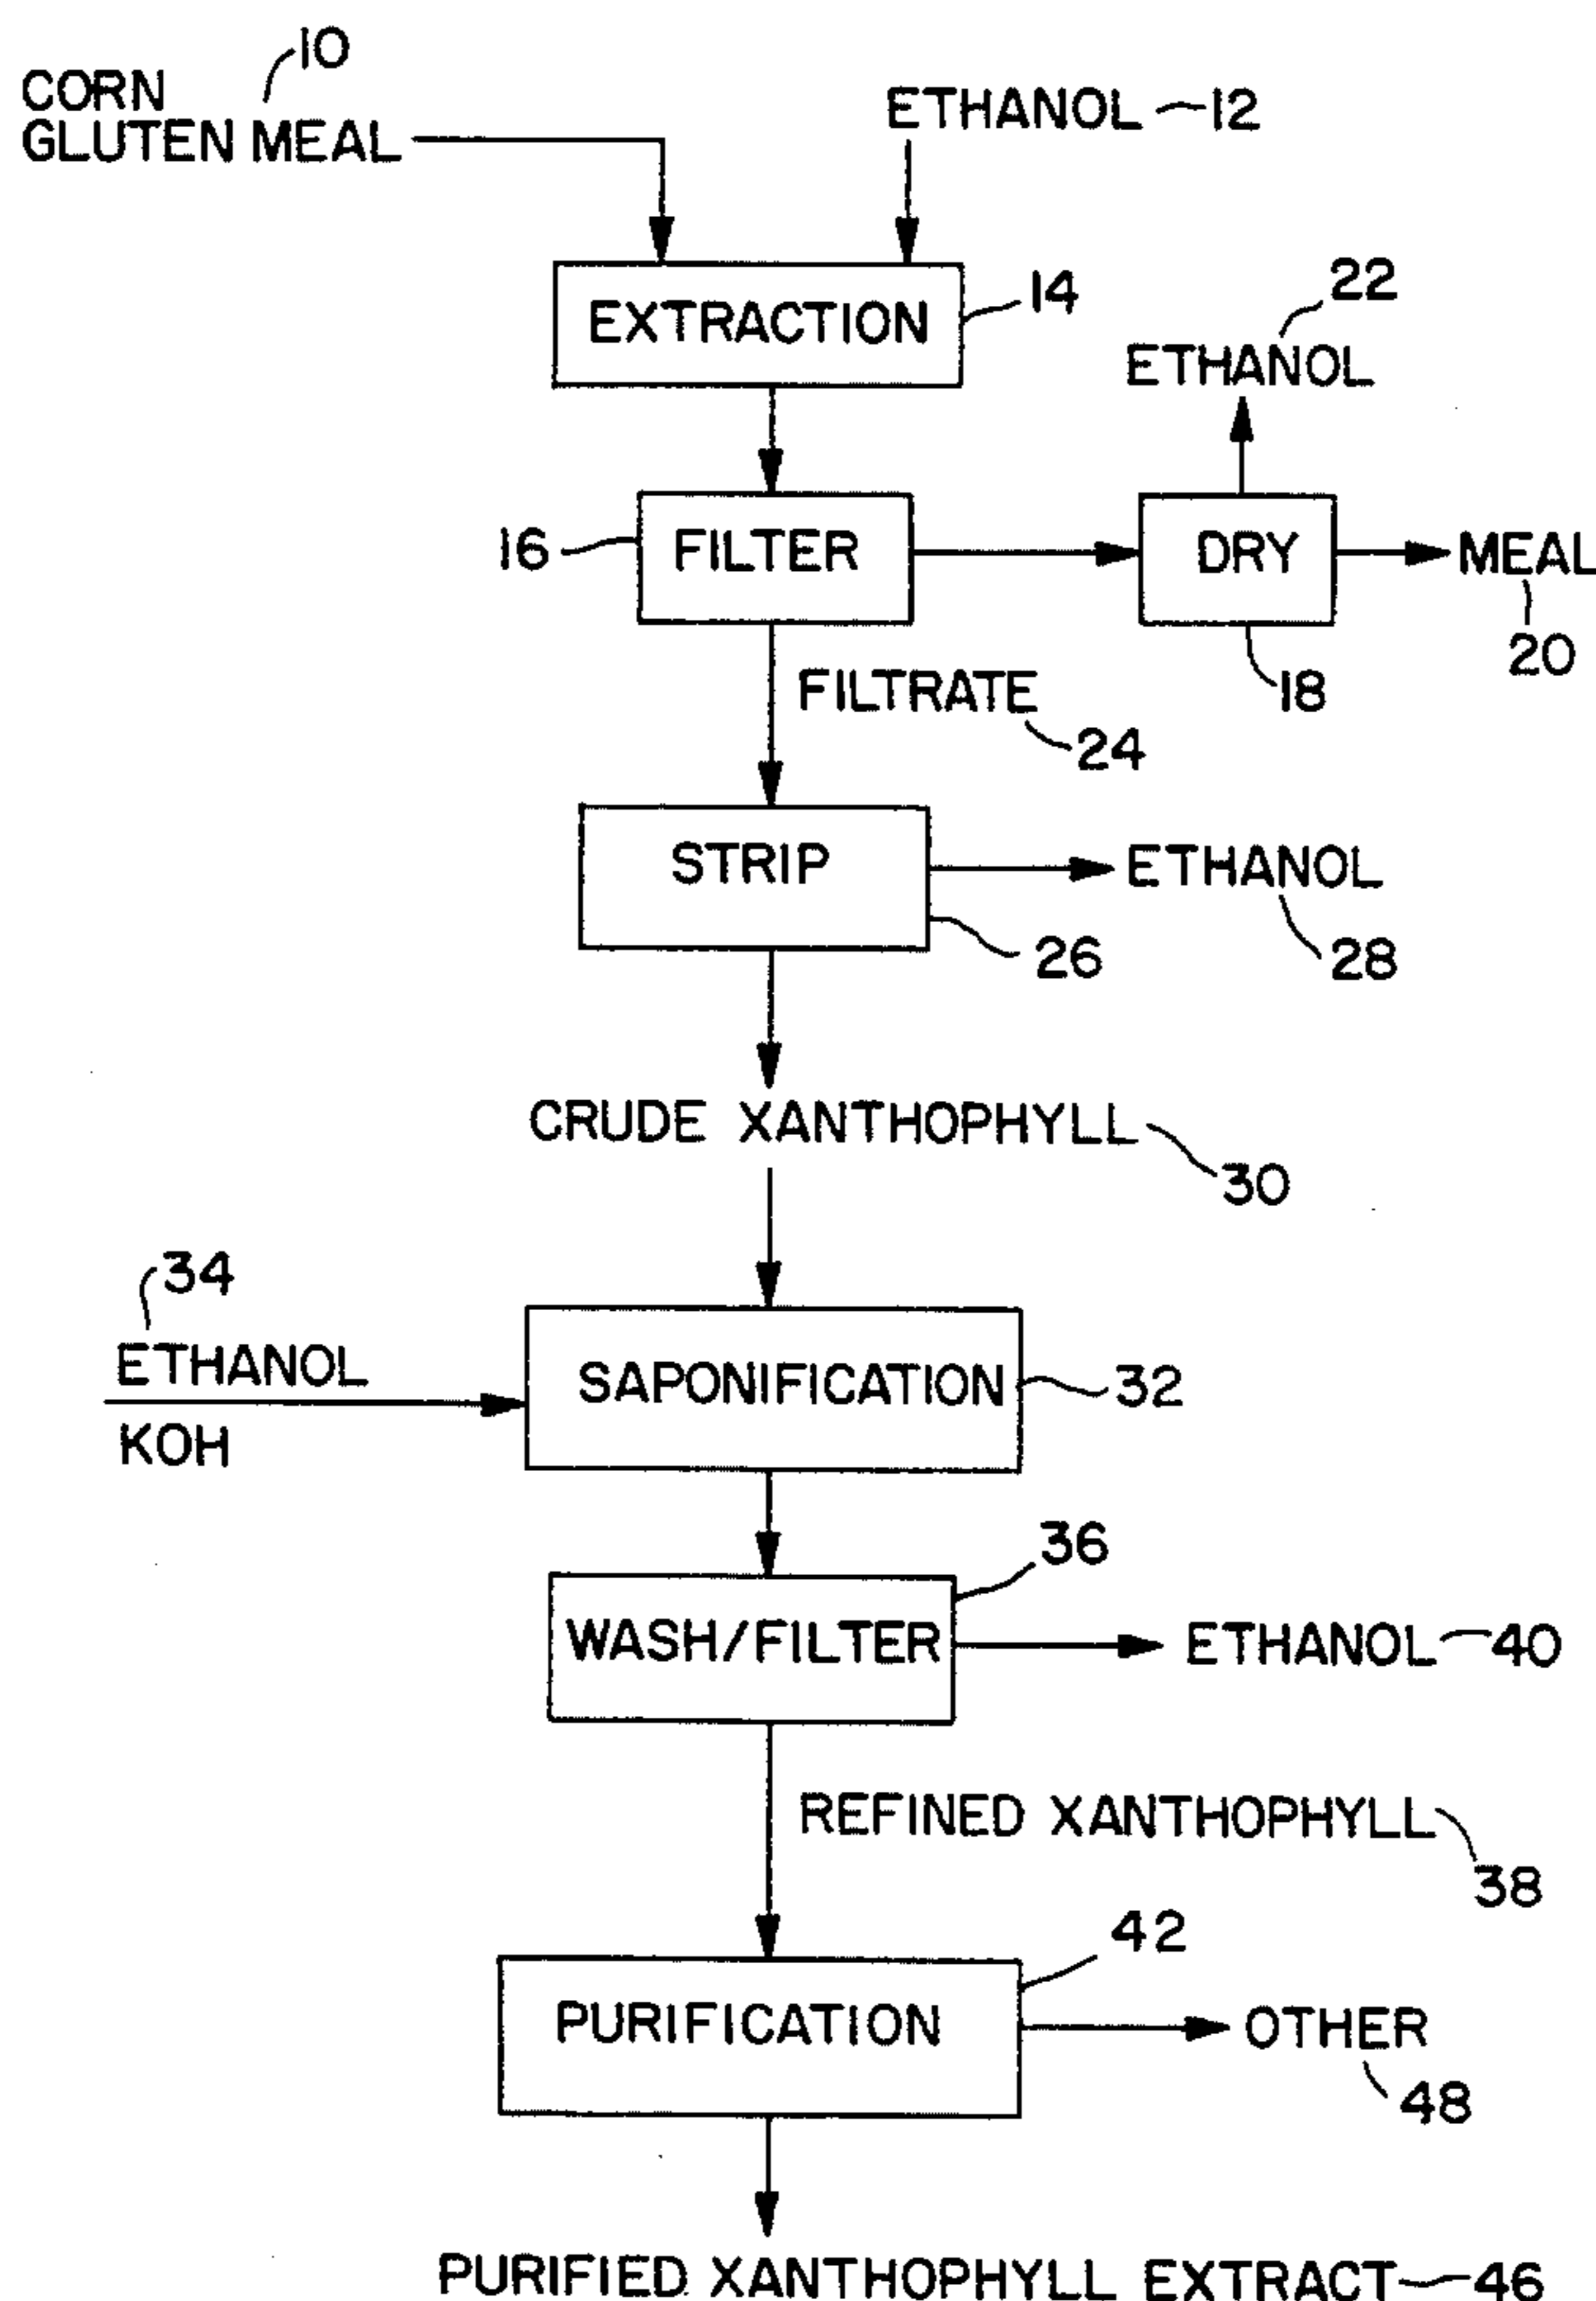 10
CORN
GLUTEN MEAL
ETHANOL 12
EXTRACTION
14
22
ETHANOL
16
FILTER
DRY
MEAL
20
18
FILTRATE
24
STRIP
ETHANOL
26
28
CRUDE XANTHOPHYLL
30
34
ETHANOL
KOH
SAPONIFICATION
32
36
WASH/FILTER
ETHANOL 40
REFINED XANTHOPHYLL
38
42
PURIFICATION
OTHER
48
PURIFIED XANTHOPHYLL EXTRACT 46